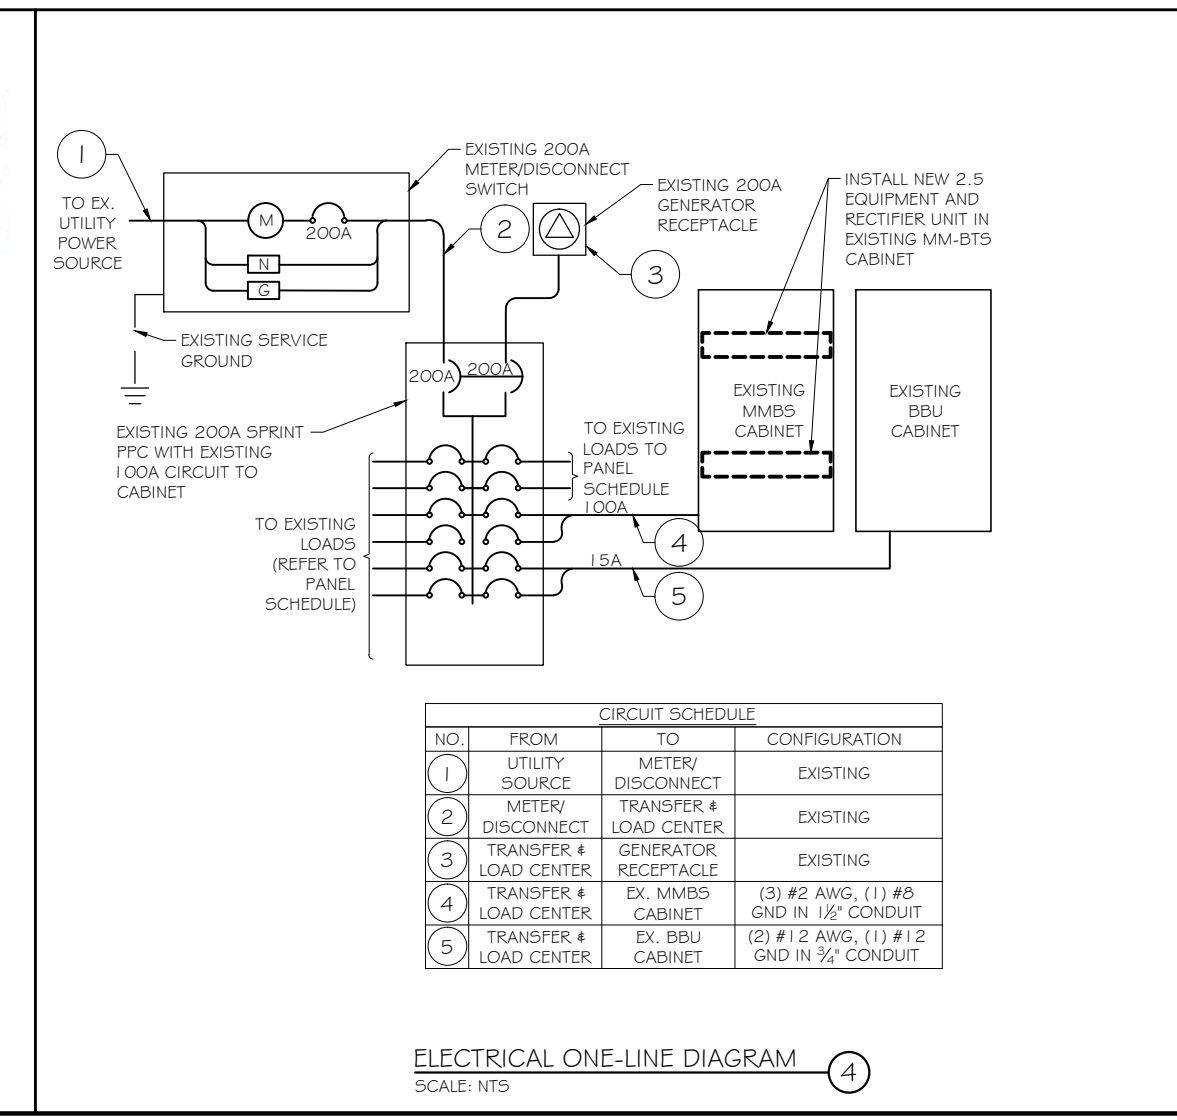 1
TO EX.
UTILITY
POWER
SOURCE
EXISTING 200A
METER/DISCONNECT
SWITCH
M
200A
N
G
2
EXISTING 200A
GENERATOR
RECEPTACLE
3
INSTALL NEW 2.5
EQUIPMENT AND
RECTIFIER UNIT IN
EXISTING MM-BTS
CABINET
EXISTING SERVICE
GROUND
200A
200A
EXISTING
MMBS
CABINET
EXISTING
BBU
CABINET
EXISTING 200A SPRINT
PPC WITH EXISTING
100A CIRCUIT TO
CABINET
TO EXISTING
LOADS TO
PANEL
SCHEDULE
100A
4
TO EXISTING
LOADS
(REFER TO
PANEL
SCHEDULE)
15A
5
CIRCUIT SCHEDULE
NO. FROM TO CONFIGURATION
1 UTILITY SOURCE METER/ DISCONNECT EXISTING
2 METER/ DISCONNECT TRANSFER & LOAD CENTER EXISTING
3 TRANSFER & LOAD CENTER GENERATOR RECEPTACLE EXISTING
4 TRANSFER & LOAD CENTER EX. MMBS CABINET (3) #2 AWG, (1) #8 GND IN 1½" CONDUIT
5 TRANSFER & LOAD CENTER EX. BBU CABINET (2) #12 AWG, (1) #12 GND IN ¾" CONDUIT
ELECTRICAL ONE-LINE DIAGRAM
4
SCALE: NTS